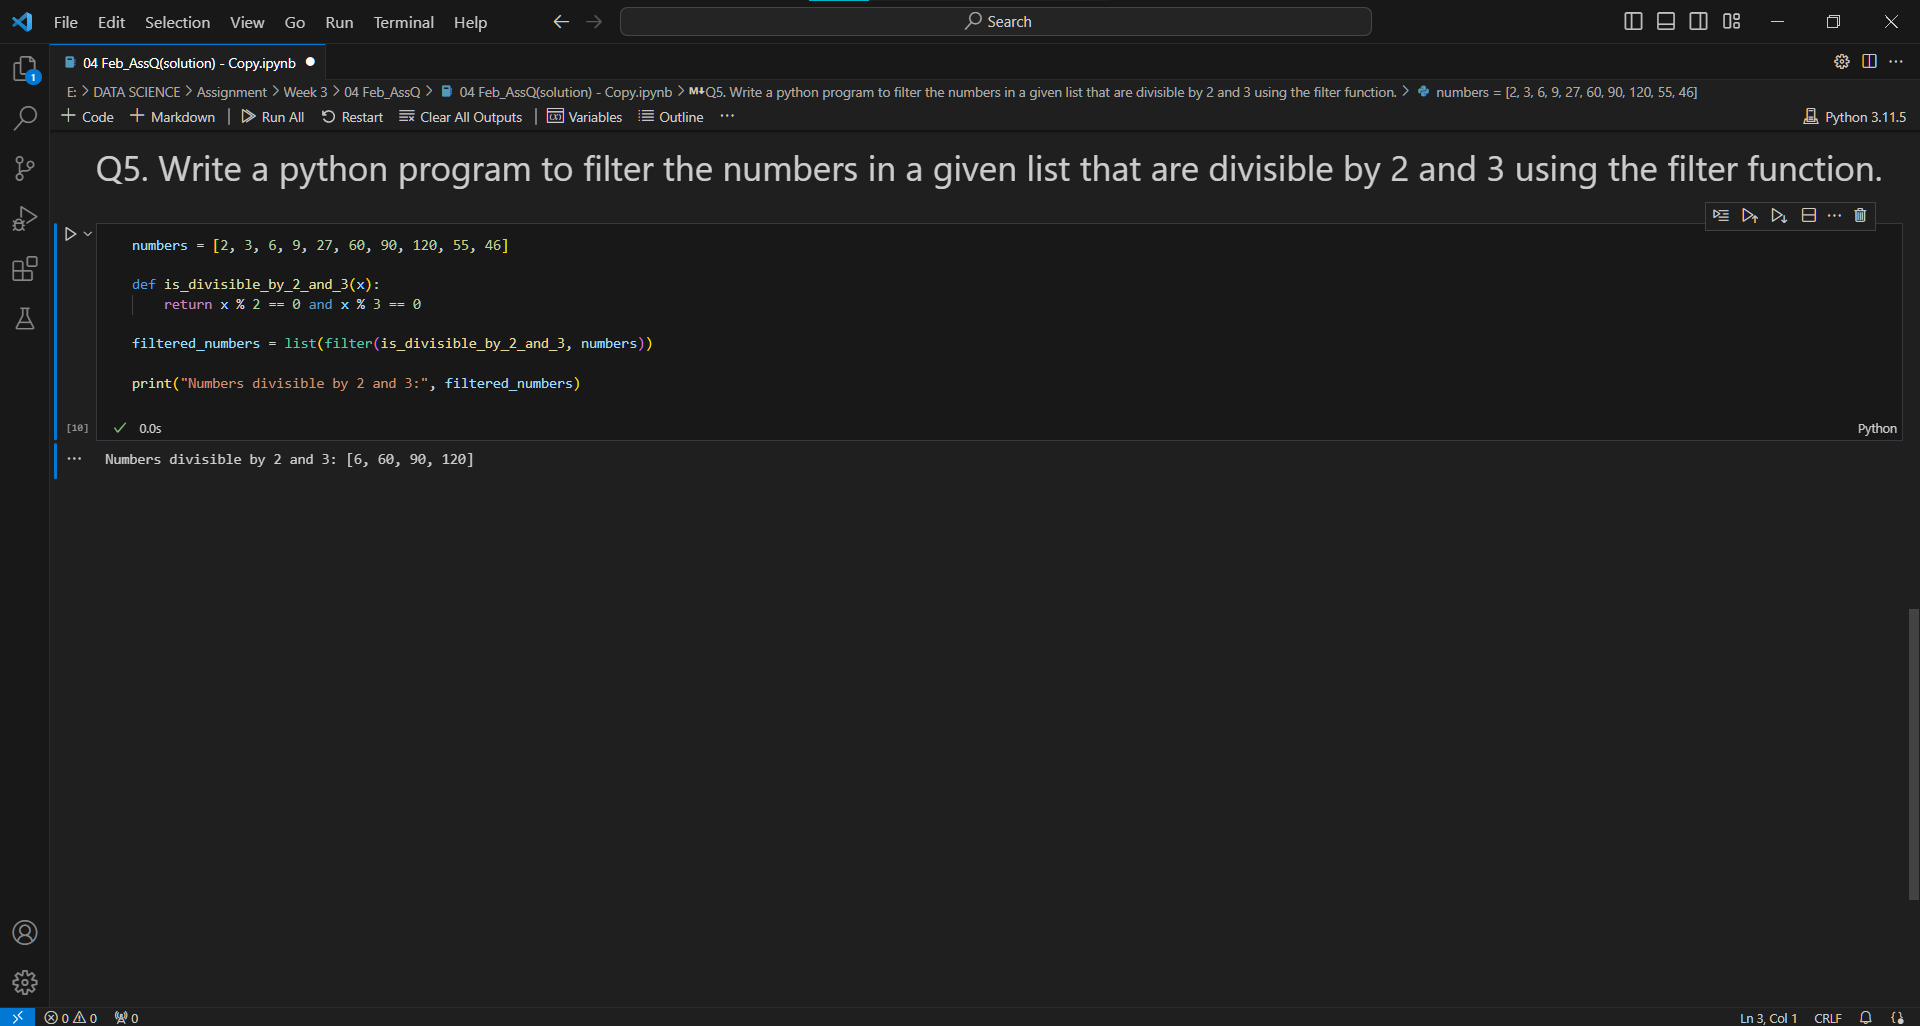 File Edit Selection View Go Run Terminal Help Search
04 Feb_AssQ(solution) - Copy.ipynb
1
E: > DATA SCIENCE > Assignment > Week 3 > 04 Feb_AssQ > 04 Feb_AssQ(solution) - Copy.ipynb > M↓Q5. Write a python program to filter the numbers in a given list that are divisible by 2 and 3 using the filter function. > numbers = [2, 3, 6, 9, 27, 60, 90, 120, 55, 46]
+ Code + Markdown | Run All Restart Clear All Outputs | Variables Outline ... Python 3.11.5
Q5. Write a python program to filter the numbers in a given list that are divisible by 2 and 3 using the filter function.
numbers = [2, 3, 6, 9, 27, 60, 90, 120, 55, 46]
def is_divisible_by_2_and_3(x):
return x % 2 == 0 and x % 3 == 0
filtered_numbers = list(filter(is_divisible_by_2_and_3, numbers))
print("Numbers divisible by 2 and 3:", filtered_numbers)
[10] ✓ 0.0s Python
... Numbers divisible by 2 and 3: [6, 60, 90, 120]
0 0 0 Ln 3, Col 1 CRLF